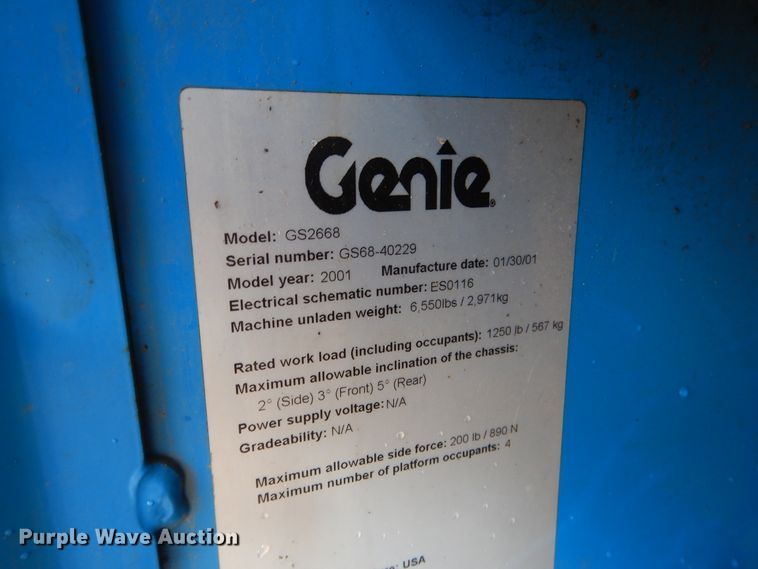 Genie
Model: GS2668
Serial number: GS68-40229
Model year: 2001 Manufacture date: 01/30/01
Electrical schematic number: ES0116
Machine unladen weight: 6,550lbs / 2,971kg
Rated work load (including occupants): 1250 lb / 567 kg
Maximum allowable inclination of the chassis:
2° (Side) 3° (Front) 5° (Rear)
Power supply voltage: N/A
Gradeability: N/A
Maximum allowable side force: 200 lb / 890 N
Maximum number of platform occupants: 4
USA
Purple Wave Auction